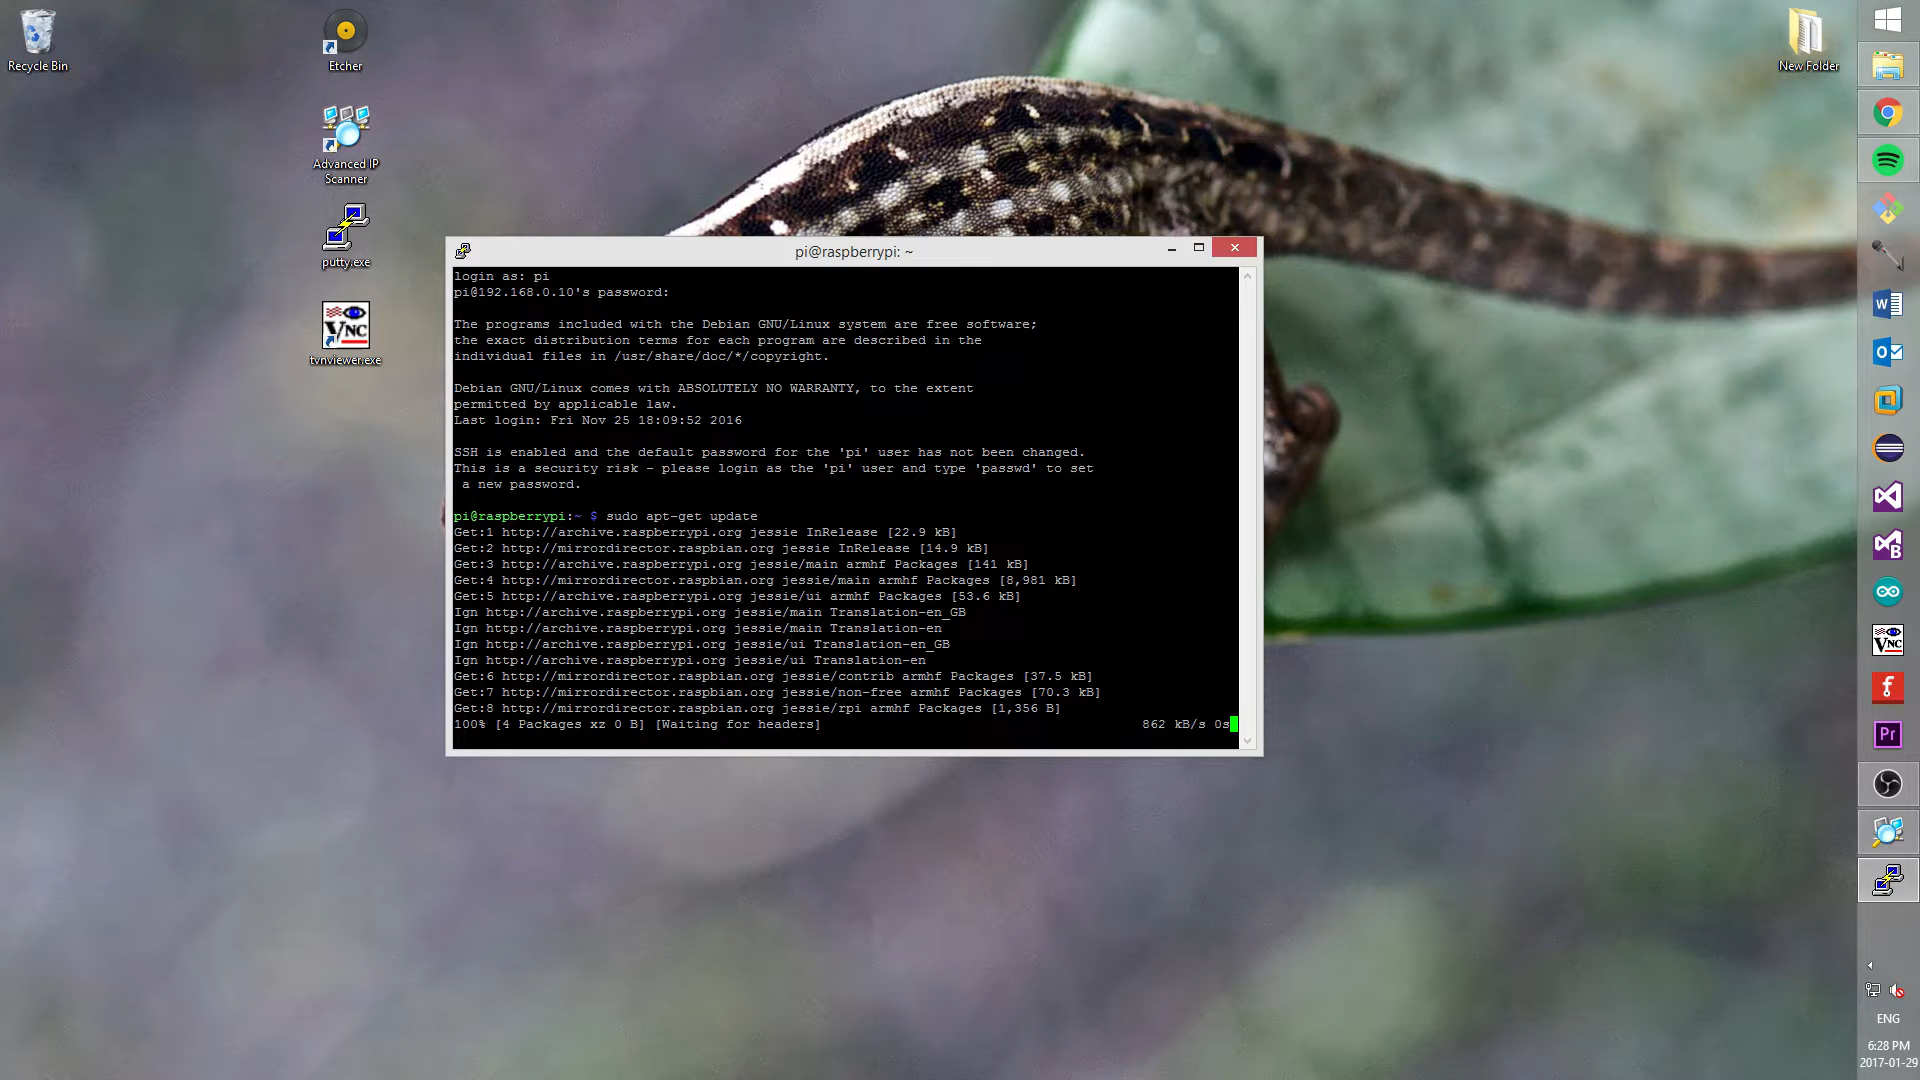 Recycle Bin
Etcher
Advanced IP
Scanner
putty.exe
VNC
tvnviewer.exe
New Folder
pi@raspberrypi: ~
login as: pi
pi@192.168.0.10's password:
The programs included with the Debian GNU/Linux system are free software;
the exact distribution terms for each program are described in the
individual files in /usr/share/doc/*/copyright.
Debian GNU/Linux comes with ABSOLUTELY NO WARRANTY, to the extent
permitted by applicable law.
Last login: Fri Nov 25 18:09:52 2016
SSH is enabled and the default password for the 'pi' user has not been changed.
This is a security risk - please login as the 'pi' user and type 'passwd' to set
 a new password.
pi@raspberrypi:~ $ sudo apt-get update
Get:1 http://archive.raspberrypi.org jessie InRelease [22.9 kB]
Get:2 http://mirrordirector.raspbian.org jessie InRelease [14.9 kB]
Get:3 http://archive.raspberrypi.org jessie/main armhf Packages [141 kB]
Get:4 http://mirrordirector.raspbian.org jessie/main armhf Packages [8,981 kB]
Get:5 http://archive.raspberrypi.org jessie/ui armhf Packages [53.6 kB]
Ign http://archive.raspberrypi.org jessie/main Translation-en_GB
Ign http://archive.raspberrypi.org jessie/main Translation-en
Ign http://archive.raspberrypi.org jessie/ui Translation-en_GB
Ign http://archive.raspberrypi.org jessie/ui Translation-en
Get:6 http://mirrordirector.raspbian.org jessie/contrib armhf Packages [37.5 kB]
Get:7 http://mirrordirector.raspbian.org jessie/non-free armhf Packages [70.3 kB]
Get:8 http://mirrordirector.raspbian.org jessie/rpi armhf Packages [1,356 B]
100% [4 Packages xz 0 B] [Waiting for headers] 862 kB/s 0s
W
O
B
VNC
f
Pr
ENG
6:28 PM
2017-01-29